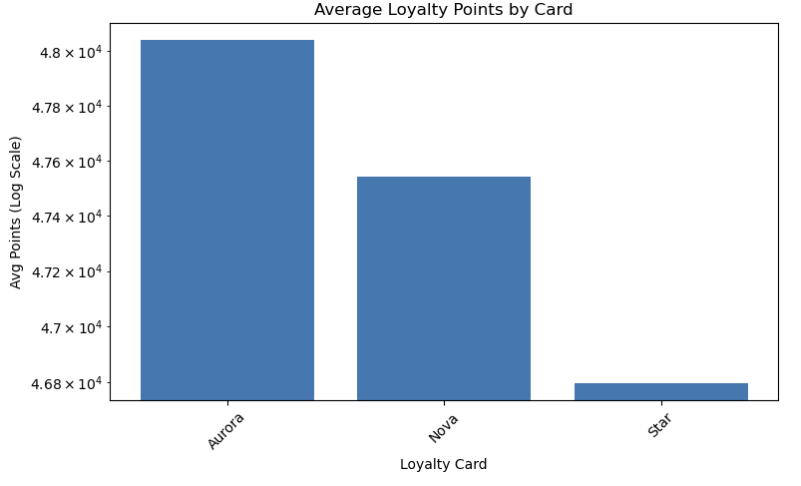 Average Loyalty Points by Card
Avg Points (Log Scale)
4.8 × 10⁴
4.78 × 10⁴
4.76 × 10⁴
4.74 × 10⁴
4.72 × 10⁴
4.7 × 10⁴
4.68 × 10⁴
Aurora
Nova
Star
Loyalty Card